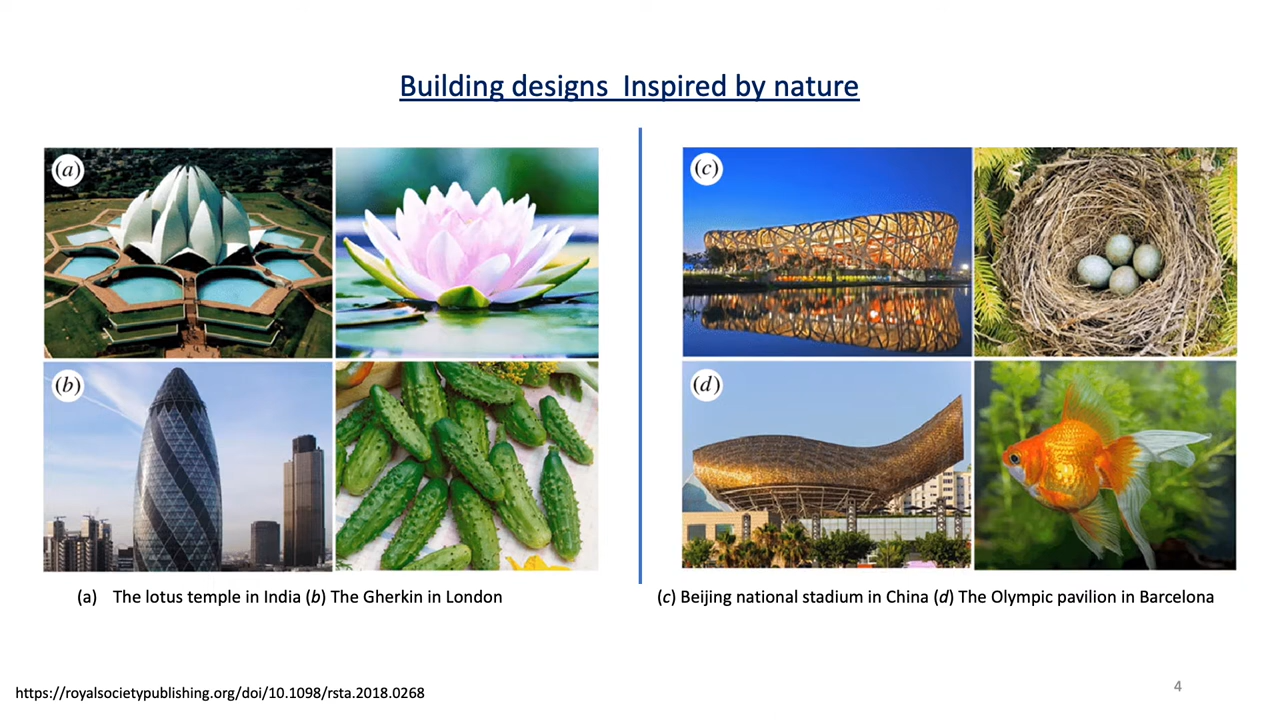 Building designs  Inspired by nature
(a)
(c)
(b)
(d)
(a) The lotus temple in India (b) The Gherkin in London
(c) Beijing national stadium in China (d) The Olympic pavilion in Barcelona
https://royalsocietypublishing.org/doi/10.1098/rsta.2018.0268
4